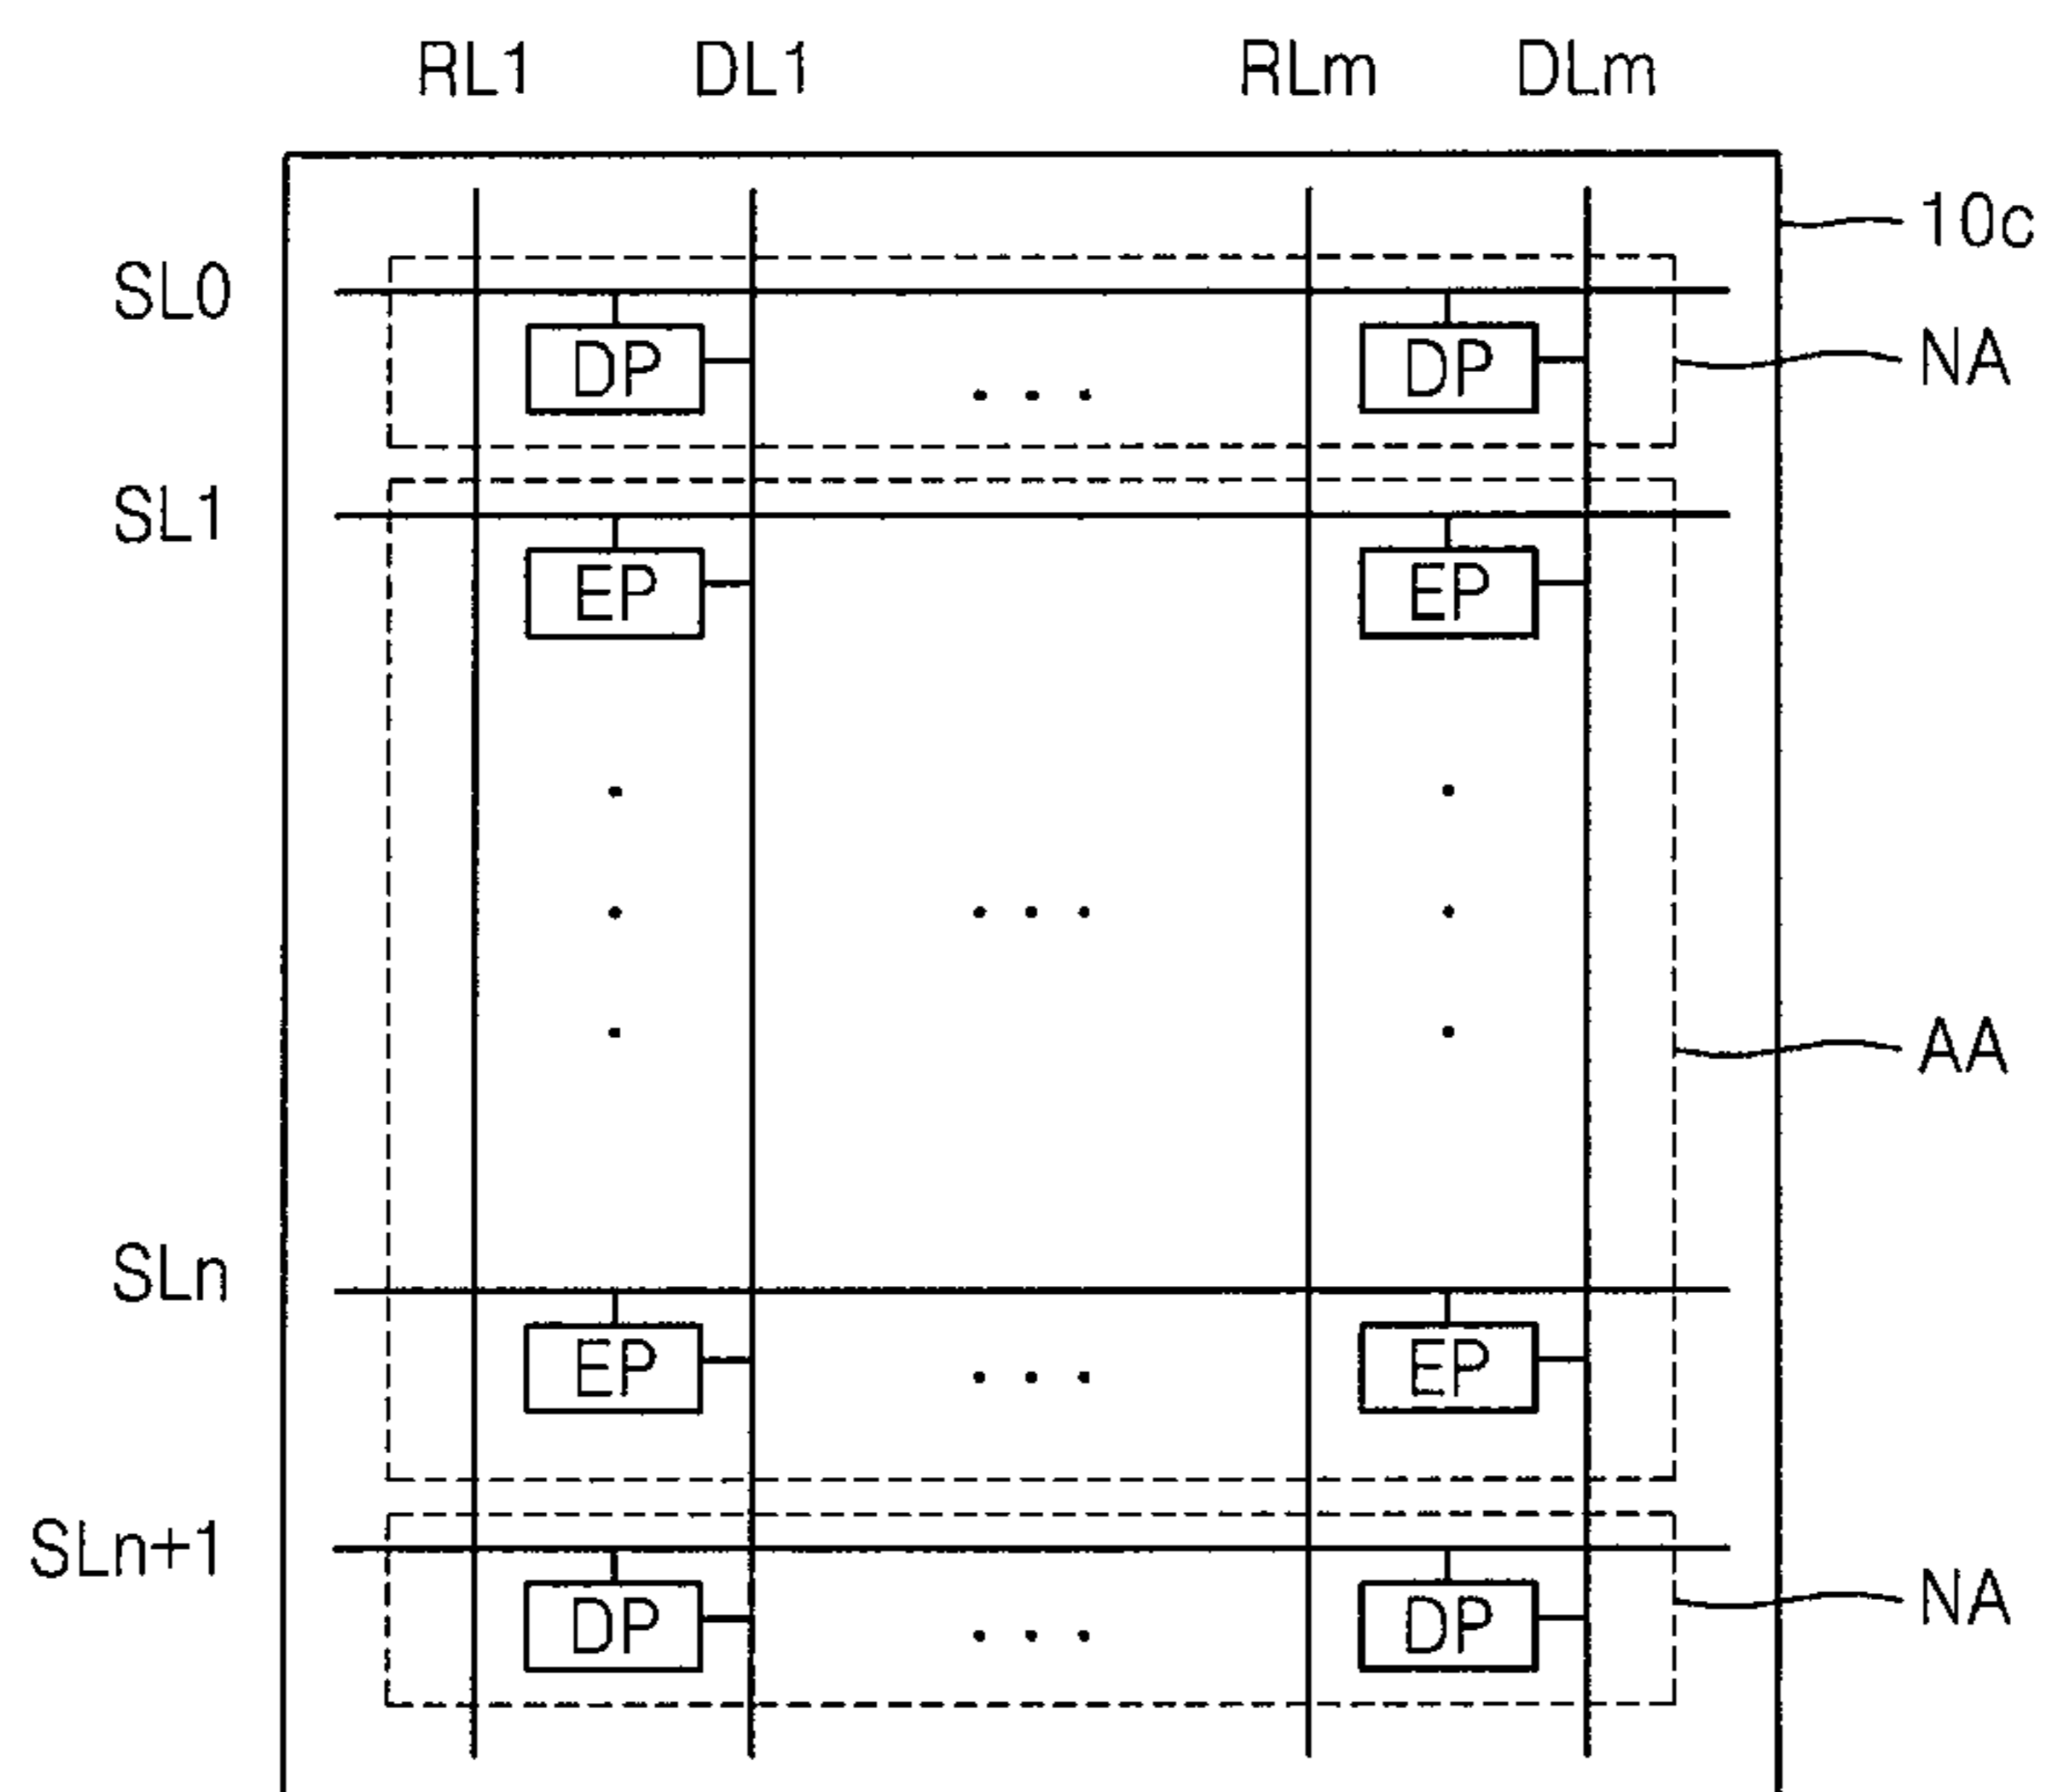 RL1 DL1 RLm DLm
10c
SL0
DP DP NA
SL1
EP EP
AA
SLn
EP EP
SLn+1
DP DP NA